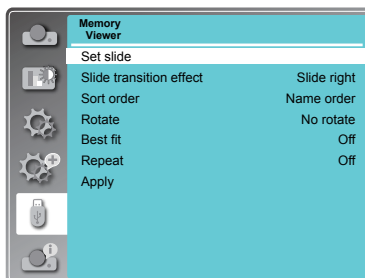 Memory
Viewer
Set slide
Slide transition effect Slide right
Sort order Name order
Rotate No rotate
Best fit Off
Repeat Off
Apply